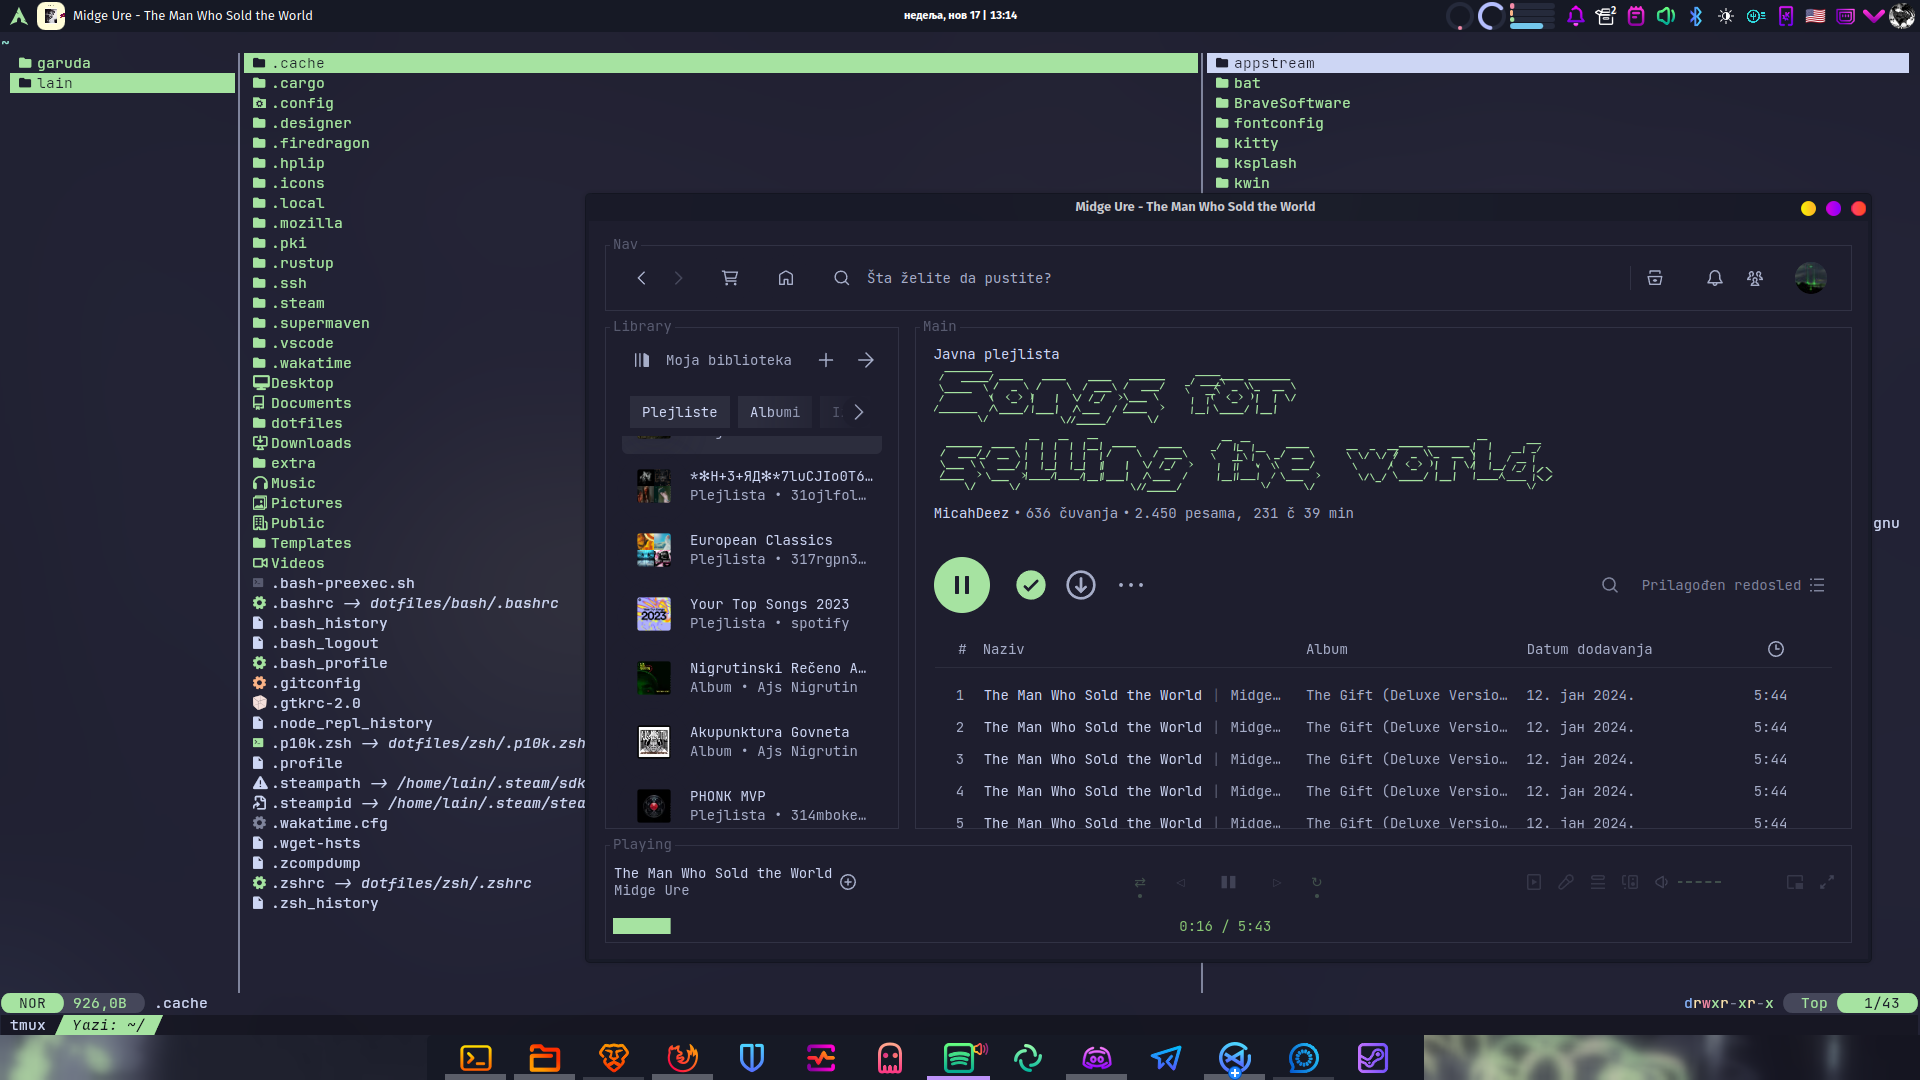 Midge Ure - The Man Who Sold the World
недеља, нов 17 | 13:14
2
~
garuda
lain
.cache
.cargo
.config
.designer
.firedragon
.hplip
.icons
.local
.mozilla
.pki
.rustup
.ssh
.steam
.supermaven
.vscode
.wakatime
Desktop
Documents
dotfiles
Downloads
extra
Music
Pictures
Public
Templates
Videos
.bash-preexec.sh
.bashrc -> dotfiles/bash/.bashrc
.bash_history
.bash_logout
.bash_profile
.gitconfig
.gtkrc-2.0
.node_repl_history
.p10k.zsh -> dotfiles/zsh/.p10k.zsh
.profile
.steampath -> /home/lain/.steam/sdk
.steampid -> /home/lain/.steam/stea
.wakatime.cfg
.wget-hsts
.zcompdump
.zshrc -> dotfiles/zsh/.zshrc
.zsh_history
appstream
bat
BraveSoftware
fontconfig
kitty
ksplash
kwin
gnu
Midge Ure - The Man Who Sold the World
Nav
Šta želite da pustite?
Library
Moja biblioteka
Plejliste
Albumi
European Classics
Plejlista • 317rgpn3…
Your Top Songs 2023
Plejlista • spotify
Nigrutinski Rečeno A…
Album • Ajs Nigrutin
Akupunktura Govneta
Album • Ajs Nigrutin
PHONK MVP
Plejlista • 314mboke…
Main
Javna plejlista
Songs for
selling the world
MicahDeez • 636 čuvanja • 2.450 pesama, 231 č 39 min
Prilagođen redosled
# Naziv Album Datum dodavanja
1 The Man Who Sold the World | Midge… The Gift (Deluxe Versio… 12. јан 2024. 5:44
2 The Man Who Sold the World | Midge… The Gift (Deluxe Versio… 12. јан 2024. 5:44
3 The Man Who Sold the World | Midge… The Gift (Deluxe Versio… 12. јан 2024. 5:44
4 The Man Who Sold the World | Midge… The Gift (Deluxe Versio… 12. јан 2024. 5:44
5 The Man Who Sold the World | Midge… The Gift (Deluxe Versio… 12. јан 2024. 5:44
Playing
The Man Who Sold the World
Midge Ure
0:16 / 5:43
NOR 926,0B .cache
drwxr-xr-x Top 1/43
tmux Yazi: ~/